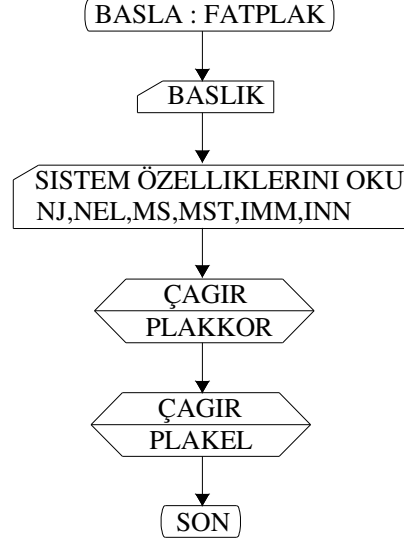 BASLA : FATPLAK
BASLIK
SISTEM ÖZELLIKLERINI OKU
NJ,NEL,MS,MST,IMM,INN
ÇAGIR
PLAKKOR
ÇAGIR
PLAKEL
SON